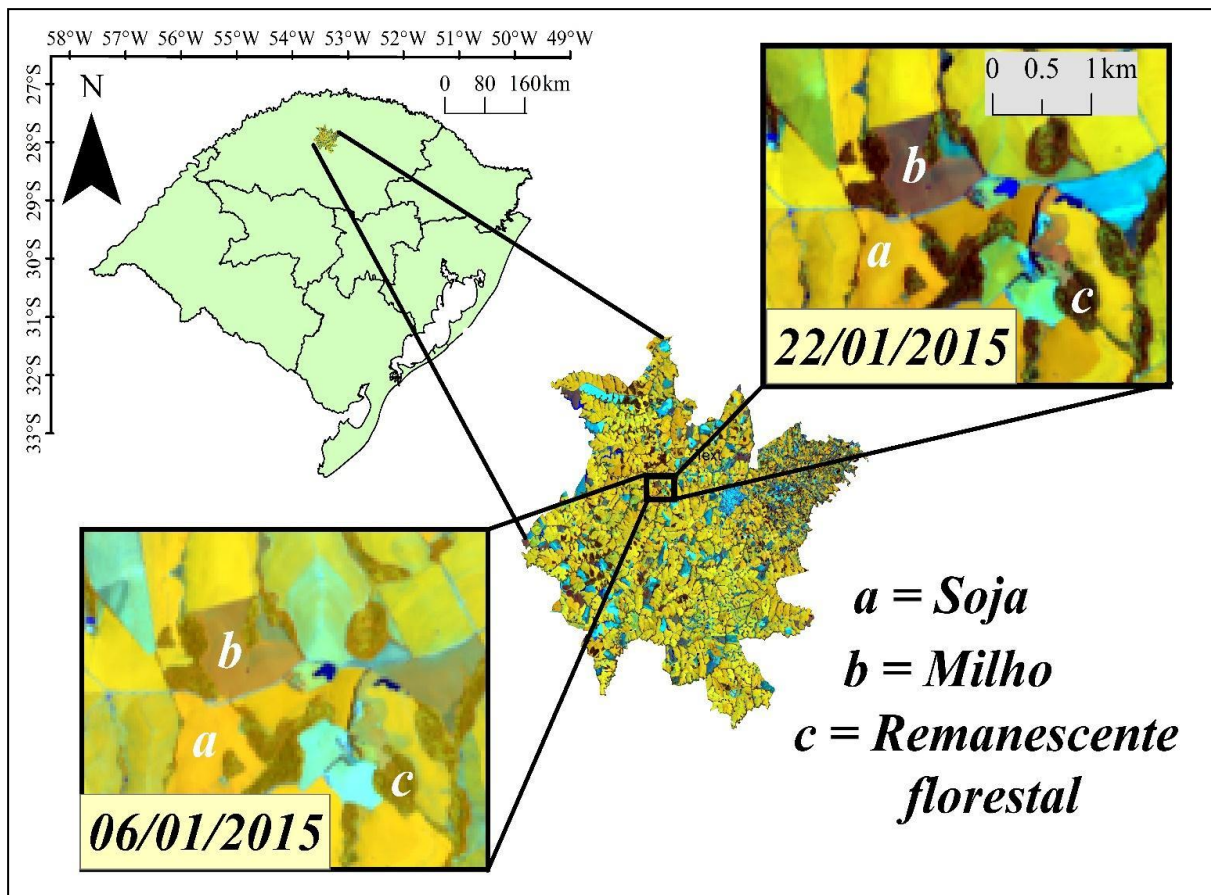 58°W 57°W 56°W 55°W 54°W 53°W 52°W 51°W 50°W 49°W
27°S
28°S
29°S
30°S
31°S
32°S
33°S
N
0 80 160km
0 0.5 1km
b
a
c
22/01/2015
Text
b
a
c
06/01/2015
a = Soja
b = Milho
c = Remanescente
florestal